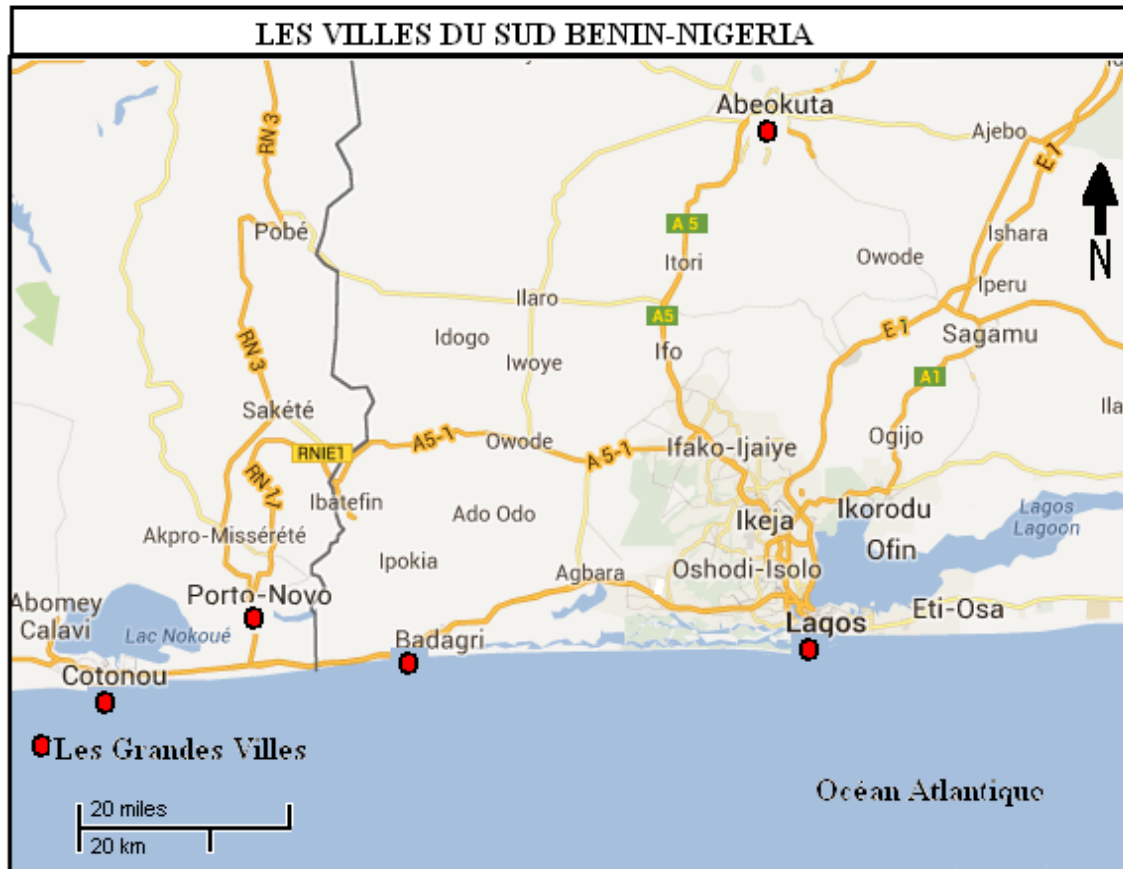 LES VILLES DU SUD BENIN-NIGERIA
Abeokuta
Ajebo
RN 3
E 1
A 5
Pobé
Ishara
N
Itori
Owode
Iperu
Ilaro
A5
E 1
Sagamu
Idogo
Ifo
Iwoye
RN 3
A1
Sakété
Ila
A5-1
Owode
A 5-1
Ifako-Ijaiye
Ogijo
RNIE1
RN 1
Ibatefin
Ado Odo
Ikeja
Ikorodu
Lagos
Lagoon
Akpro-Missérété
Ofin
Ipokia
Agbara
Oshodi-Isolo
Porto-Novo
Abomey
Calavi
Lac Nokoué
Eti-Osa
Badagri
Lagos
Cotonou
Les Grandes Villes
Océan Atlantique
20 miles
20 km